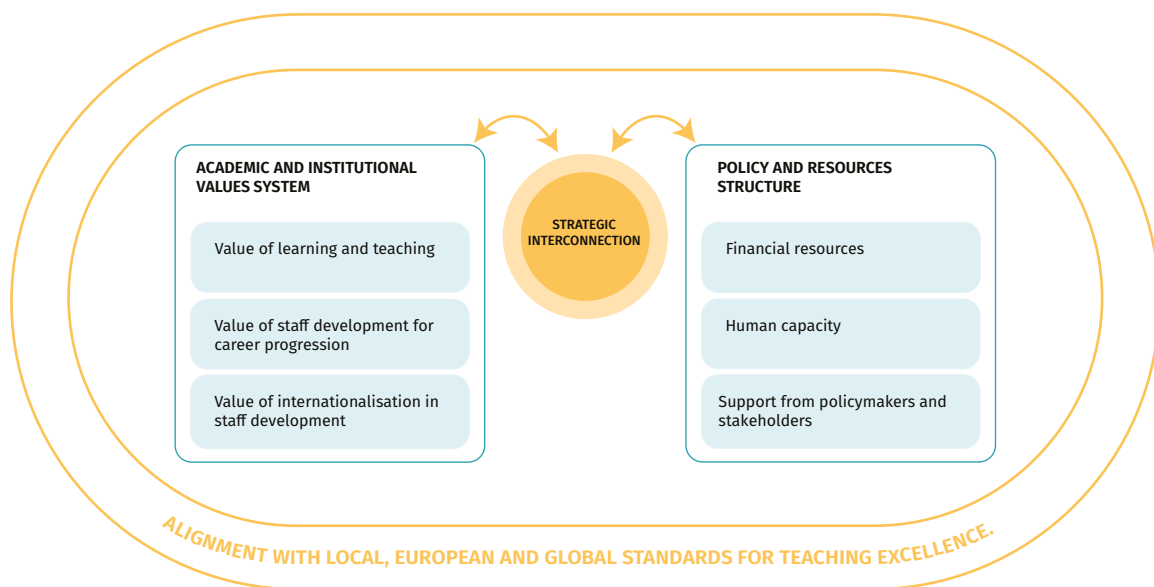 ACADEMIC AND INSTITUTIONAL
VALUES SYSTEM
Value of learning and teaching
Value of staff development for
career progression
Value of internationalisation in
staff development
STRATEGIC
INTERCONNECTION
POLICY AND RESOURCES
STRUCTURE
Financial resources
Human capacity
Support from policymakers and
stakeholders
ALIGNMENT WITH LOCAL, EUROPEAN AND GLOBAL STANDARDS FOR TEACHING EXCELLENCE.